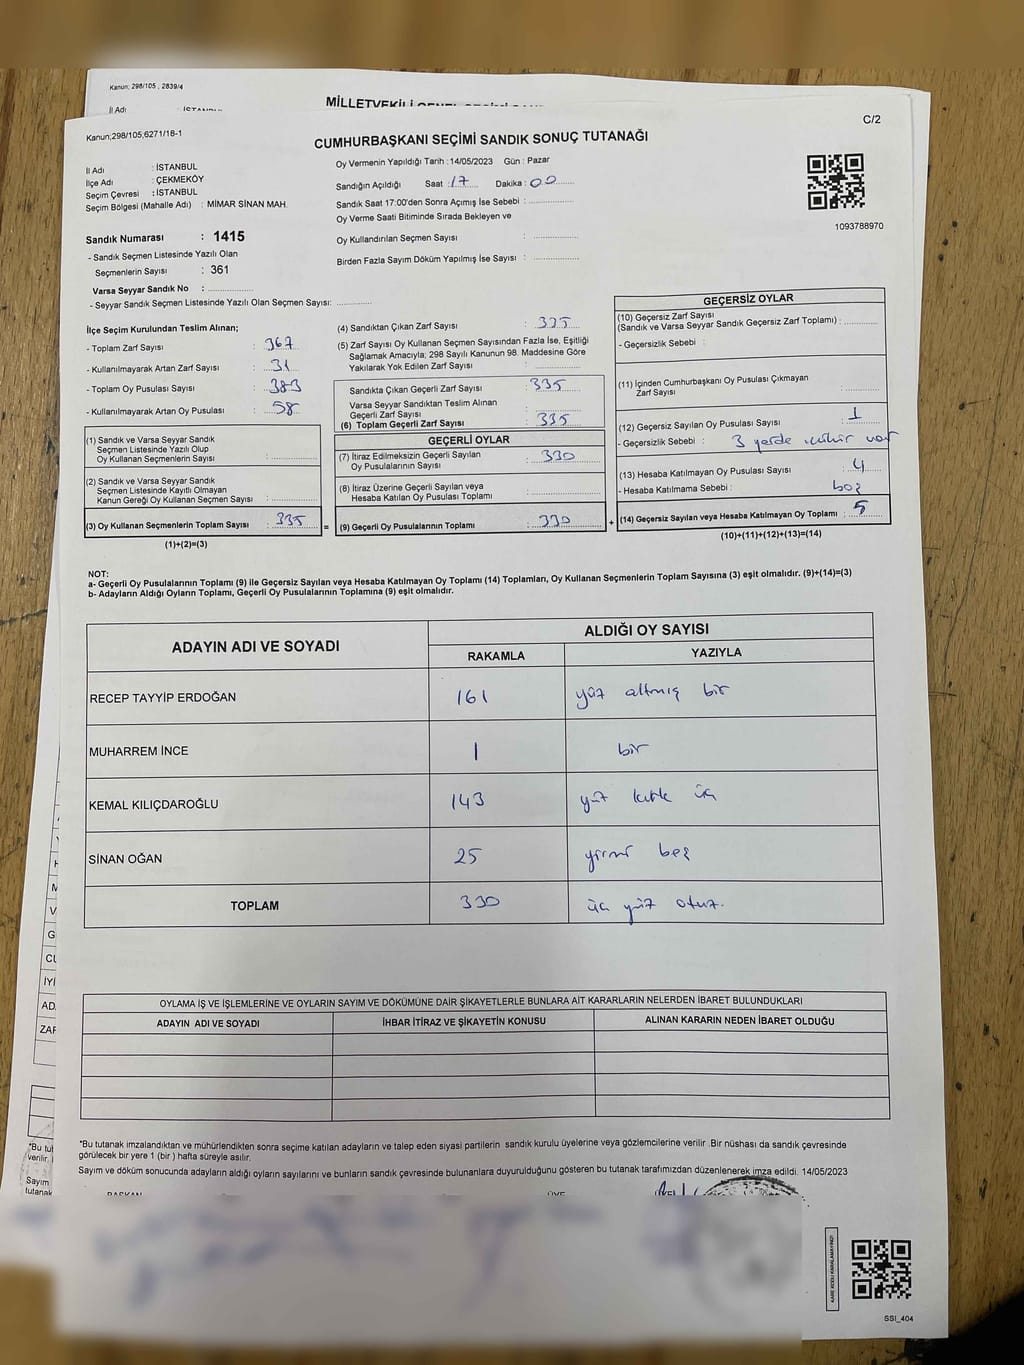 Kanun; 298/105 , 2839/4
İl Adı : İSTANBUL
Kanun;298/105,6271/18-1
C/2
CUMHURBAŞKANI SEÇİMİ SANDIK SONUÇ TUTANAĞI
İl Adı : İSTANBUL
İlçe Adı : ÇEKMEKÖY
Seçim Çevresi : İSTANBUL
Seçim Bölgesi (Mahalle Adı) : MİMAR SİNAN MAH.
Oy Vermenin Yapıldığı Tarih :14/05/2023 Gün : Pazar
Sandığın Açıldığı Saat : 17 Dakika : 00
Sandık Saat 17:00'den Sonra Açımış İse Sebebi :
Oy Verme Saati Bitiminde Sırada Bekleyen ve
Oy Kullandırılan Seçmen Sayısı :
Birden Fazla Sayım Döküm Yapılmış İse Sayısı :
1093788970
Sandık Numarası : 1415
- Sandık Seçmen Listesinde Yazılı Olan
Seçmenlerin Sayısı : 361
Varsa Seyyar Sandık No :
- Seyyar Sandık Seçmen Listesinde Yazılı Olan Seçmen Sayısı:
İlçe Seçim Kurulundan Teslim Alınan;
- Toplam Zarf Sayısı : 367
- Kullanılmayarak Artan Zarf Sayısı : 31
- Toplam Oy Pusulası Sayısı : 383
- Kullanılmayarak Artan Oy Pusulası : 58
(1) Sandık ve Varsa Seyyar Sandık
Seçmen Listesinde Yazılı Olup
Oy Kullanan Seçmenlerin Sayısı :
(2) Sandık ve Varsa Seyyar Sandık
Seçmen Listesinde Kayıtlı Olmayan
Kanun Gereği Oy Kullanan Seçmen Sayısı :
(3) Oy Kullanan Seçmenlerin Toplam Sayısı : 335 =
(1)+(2)=(3)
(4) Sandıktan Çıkan Zarf Sayısı : 335
(5) Zarf Sayısı Oy Kullanan Seçmen Sayısından Fazla İse, Eşitliği
Sağlamak Amacıyla; 298 Sayılı Kanunun 98. Maddesine Göre
Yakılarak Yok Edilen Zarf Sayısı :
Sandıkta Çıkan Geçerli Zarf Sayısı : 335
Varsa Seyyar Sandıktan Teslim Alınan
Geçerli Zarf Sayısı :
(6) Toplam Geçerli Zarf Sayısı : 335
GEÇERLİ OYLAR
(7) İtiraz Edilmeksizin Geçerli Sayılan
Oy Pusulalarının Sayısı : 330
(8) İtiraz Üzerine Geçerli Sayılan veya
Hesaba Katılan Oy Pusulası Toplamı :
(9) Geçerli Oy Pusulalarının Toplamı : 330 +
GEÇERSİZ OYLAR
(10) Geçersiz Zarf Sayısı
(Sandık ve Varsa Seyyar Sandık Geçersiz Zarf Toplamı) :
- Geçersizlik Sebebi :
(11) İçinden Cumhurbaşkanı Oy Pusulası Çıkmayan
Zarf Sayısı :
(12) Geçersiz Sayılan Oy Pusulası Sayısı : 1
- Geçersizlik Sebebi : 3 yerde mühür var
(13) Hesaba Katılmayan Oy Pusulası Sayısı : 4
- Hesaba Katılmama Sebebi : boş
(14) Geçersiz Sayılan veya Hesaba Katılmayan Oy Toplamı : 5
(10)+(11)+(12)+(13)=(14)
NOT:
a- Geçerli Oy Pusulalarının Toplamı (9) ile Geçersiz Sayılan veya Hesaba Katılmayan Oy Toplamı (14) Toplamları, Oy Kullanan Seçmenlerin Toplam Sayısına (3) eşit olmalıdır. (9)+(14)=(3)
b- Adayların Aldığı Oyların Toplamı, Geçerli Oy Pusulalarının Toplamına (9) eşit olmalıdır.
ADAYIN ADI VE SOYADI
ALDIĞI OY SAYISI
RAKAMLA YAZIYLA
RECEP TAYYİP ERDOĞAN 161 yüz altmış bir
MUHARREM İNCE 1 bir
KEMAL KILIÇDAROĞLU 143 yüz kırk üç
SİNAN OĞAN 25 yirmi beş
TOPLAM 330 üç yüz otuz.
OYLAMA İŞ VE İŞLEMLERİNE VE OYLARIN SAYIM VE DÖKÜMÜNE DAİR ŞİKAYETLERLE BUNLARA AİT KARARLARIN NELERDEN İBARET BULUNDUKLARI
ADAYIN ADI VE SOYADI İHBAR İTİRAZ VE ŞİKAYETİN KONUSU ALINAN KARARIN NEDEN İBARET OLDUĞU
*Bu tutanak imzalandıktan ve mühürlendikten sonra seçime katılan adayların ve talep eden siyasi partilerin sandık kurulu üyelerine veya gözlemcilerine verilir .Bir nüshası da sandık çevresinde
görülecek bir yere 1 (bir ) hafta süreyle asılır.
Sayım ve döküm sonucunda adayların aldığı oyların sayılarını ve bunların sandık çevresinde bulunanlara duyurulduğunu gösteren bu tutanak tarafımızdan düzenlenerek imza edildi. 14/05/2023
BAŞKAN ÜYE
SSI_404